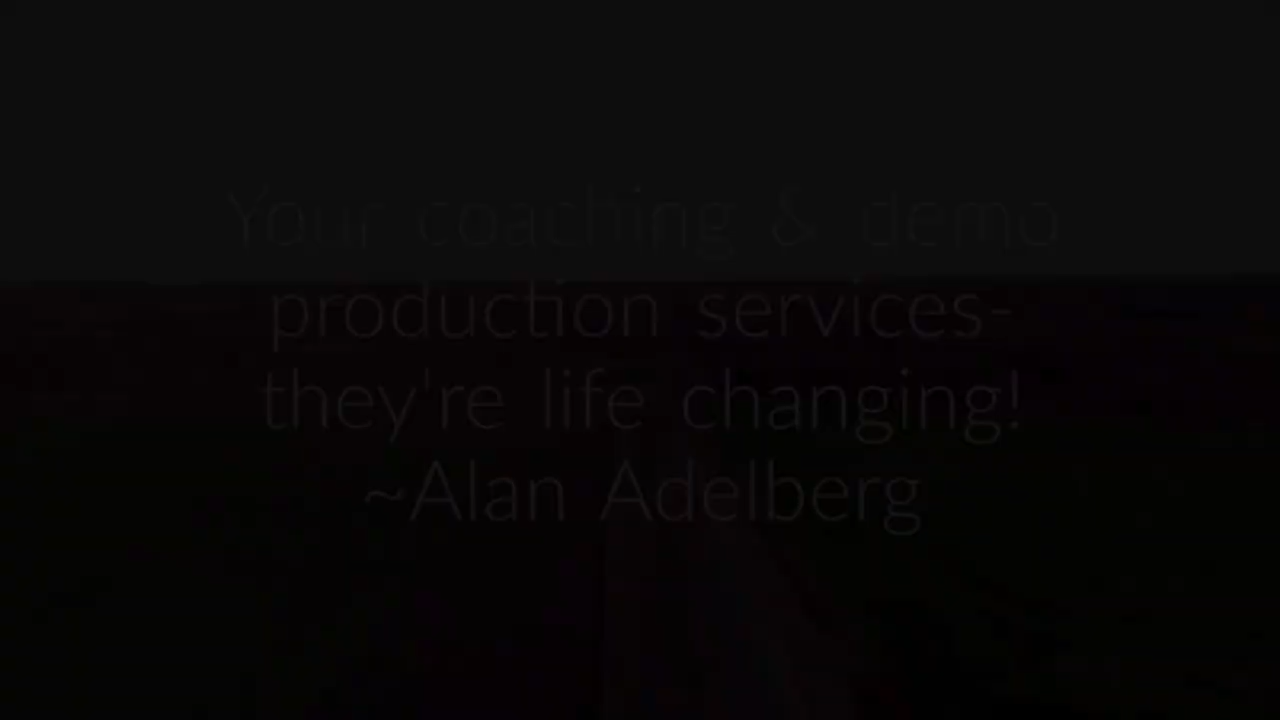 Your coaching & demo
production services-
they're life changing!
~Alan Adelberg